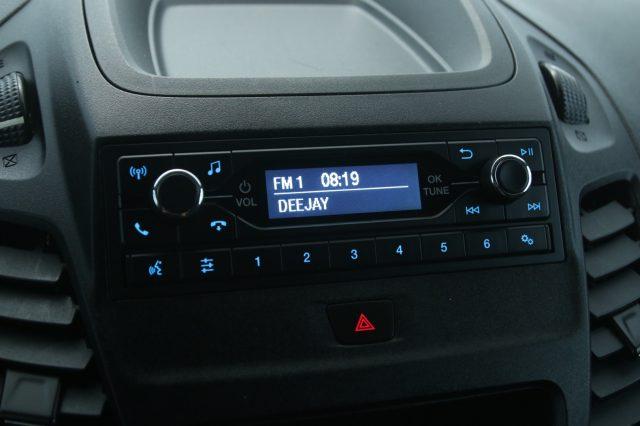 FM 1 08:19
DEEJAY
VOL
OK
TUNE
1 2 3 4 5 6